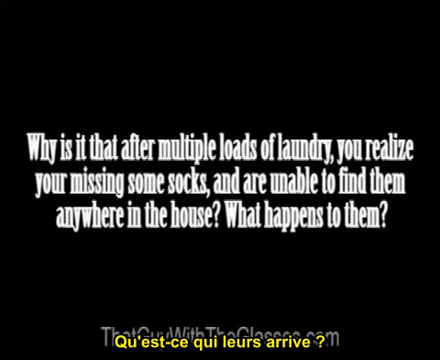 Why is it that after multiple loads of laundry, you realize
your missing some socks, and are unable to find them
anywhere in the house? What happens to them?
ThatGuyWithTheGlasses.com
Qu'est-ce qui leurs arrive ?